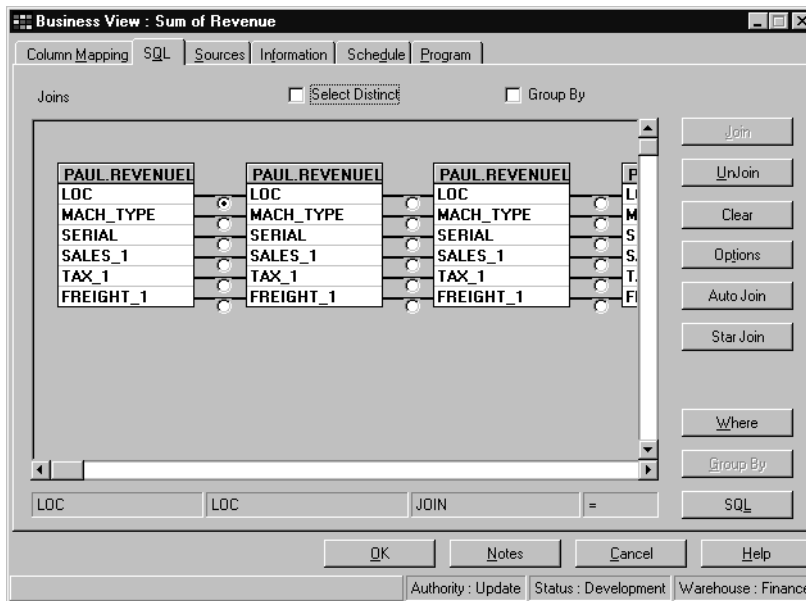 Business View : Sum of Revenue
Column Mapping SQL Sources Information Schedule Program
Joins Select Distinct Group By
Join
UnJoin
Clear
Options
Auto Join
Star Join
Where
Group By
SQL
PAUL.REVENUEL PAUL.REVENUEL PAUL.REVENUEL P
LOC LOC LOC L
MACH_TYPE MACH_TYPE MACH_TYPE M
SERIAL SERIAL SERIAL S
SALES_1 SALES_1 SALES_1 S.
TAX_1 TAX_1 TAX_1 T.
FREIGHT_1 FREIGHT_1 FREIGHT_1 F
LOC LOC JOIN =
OK Notes Cancel Help
Authority : Update Status : Development Warehouse : Finance